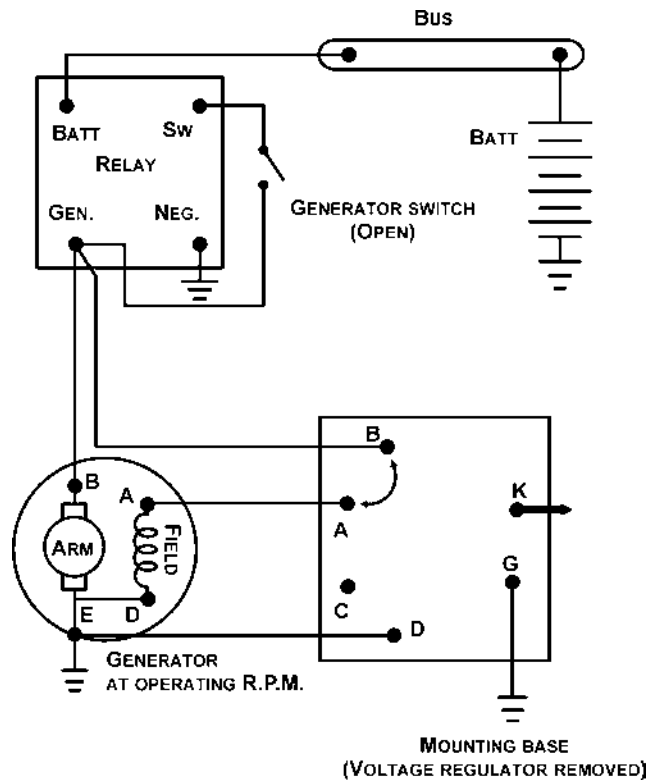 BUS
BATT
SW
RELAY
BATT
GEN.
NEG.
GENERATOR SWITCH
(OPEN)
B
B
A
A
K
ARM
FIELD
G
C
E
D
D
GENERATOR
AT OPERATING R.P.M.
MOUNTING BASE
(VOLTAGE REGULATOR REMOVED)